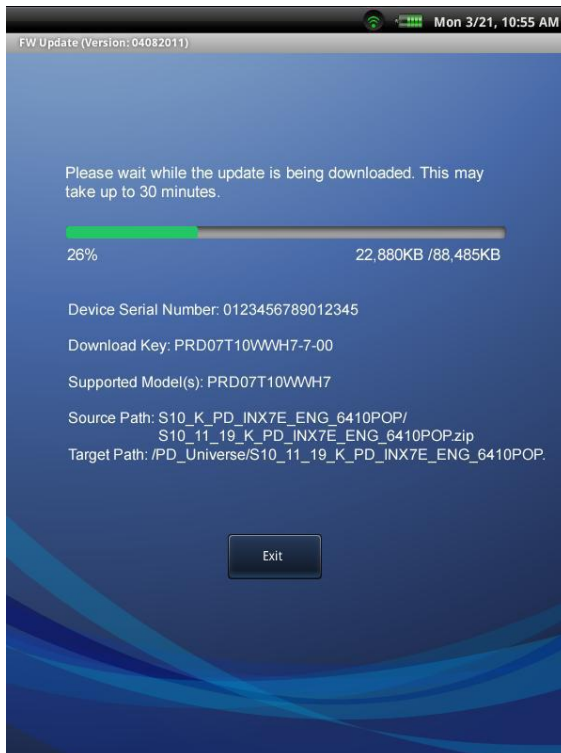 Mon 3/21, 10:55 AM
FW Update (Version: 04082011)
Please wait while the update is being downloaded. This may
take up to 30 minutes.
26% 22,880KB /88,485KB
Device Serial Number: 0123456789012345
Download Key: PRD07T10WWH7-7-00
Supported Model(s): PRD07T10WWH7
Source Path: S10_K_PD_INX7E_ENG_6410POP/
S10_11_19_K_PD_INX7E_ENG_6410POP.zip
Target Path: /PD_Universe/S10_11_19_K_PD_INX7E_ENG_6410POP.
Exit